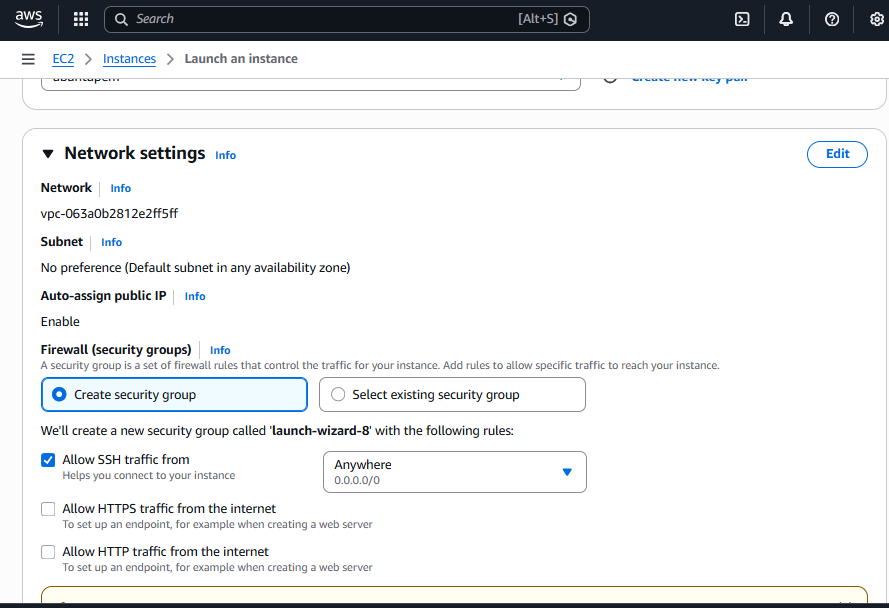 aws
Search [Alt+S]
EC2 > Instances > Launch an instance
Network settings Info
Edit
Network Info
vpc-063a0b2812e2ff5ff
Subnet Info
No preference (Default subnet in any availability zone)
Auto-assign public IP Info
Enable
Firewall (security groups) Info
A security group is a set of firewall rules that control the traffic for your instance. Add rules to allow specific traffic to reach your instance.
Create security group
Select existing security group
We'll create a new security group called 'launch-wizard-8' with the following rules:
Allow SSH traffic from
Helps you connect to your instance
Anywhere
0.0.0.0/0
Allow HTTPS traffic from the internet
To set up an endpoint, for example when creating a web server
Allow HTTP traffic from the internet
To set up an endpoint, for example when creating a web server